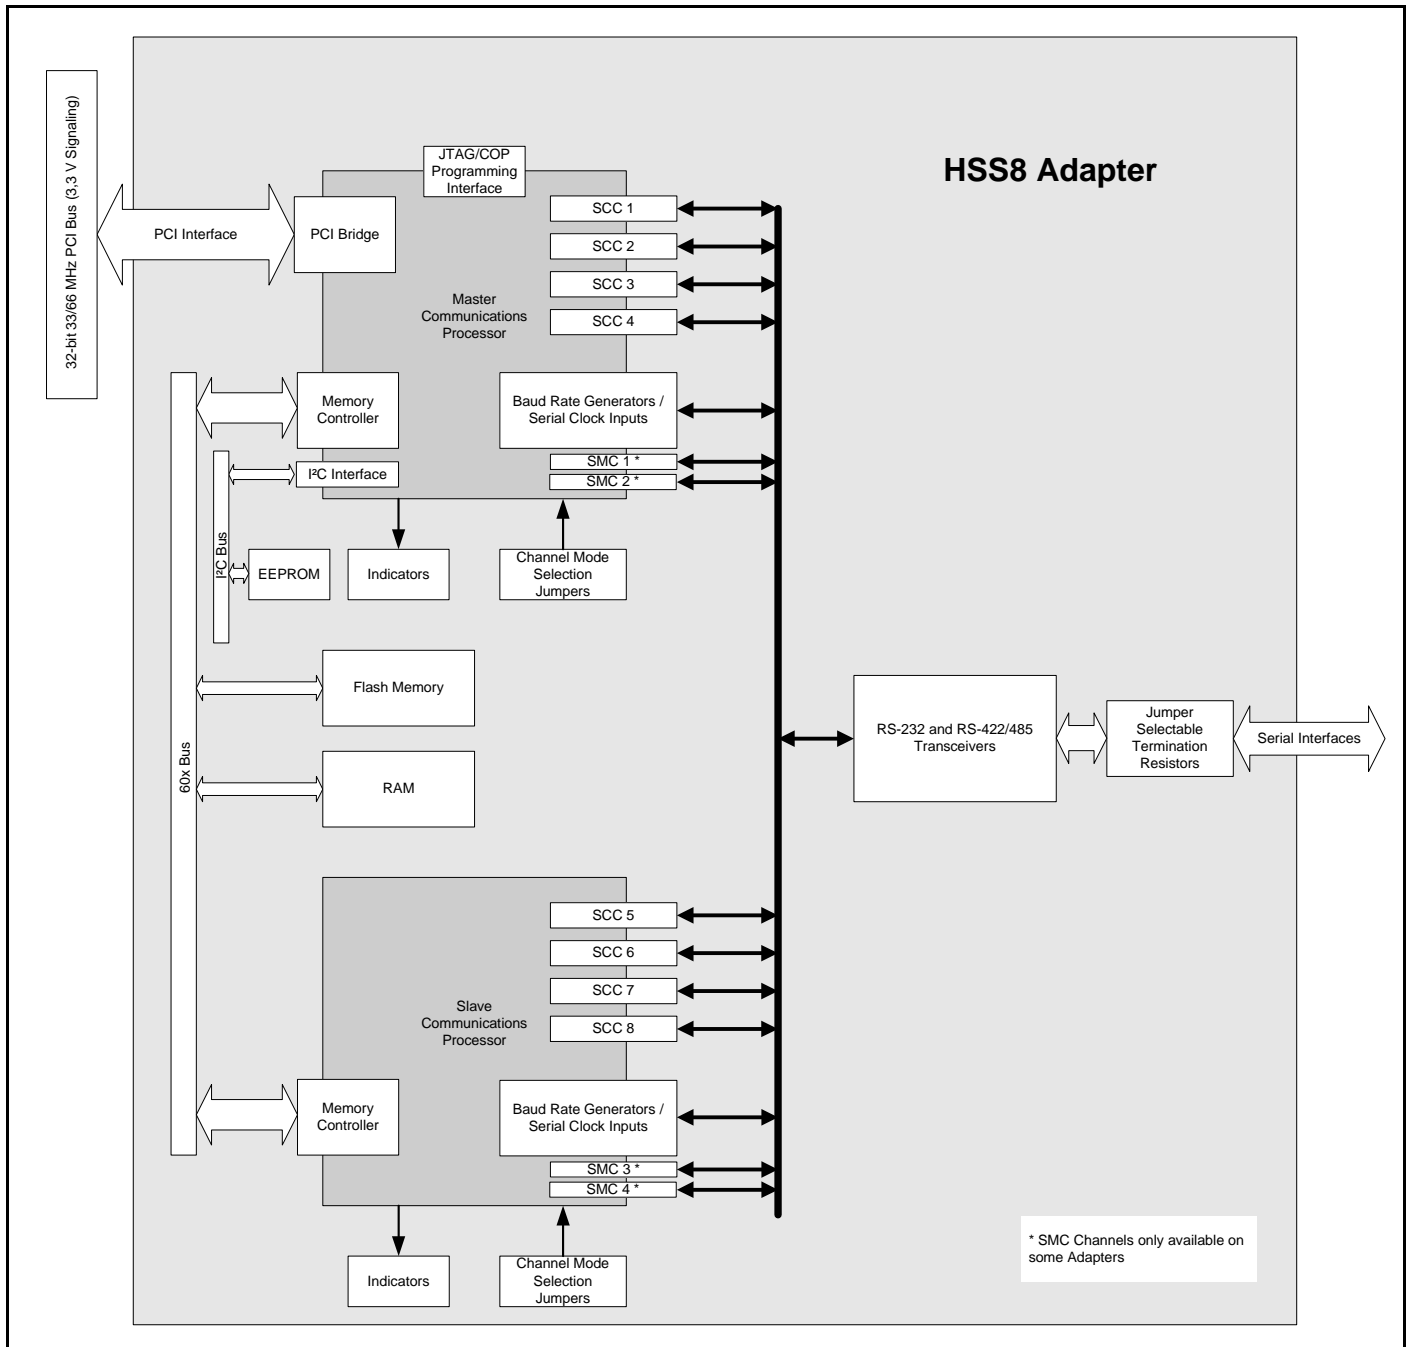 HSS8 Adapter
32-bit 33/66 MHz PCI Bus (3,3 V Signaling)
PCI Interface
PCI Bridge
JTAG/COP
Programming
Interface
SCC 1
SCC 2
SCC 3
SCC 4
Master
Communications
Processor
Memory
Controller
Baud Rate Generators /
Serial Clock Inputs
I²C Interface
SMC 1 *
SMC 2 *
I²C Bus
EEPROM
Indicators
Channel Mode
Selection
Jumpers
Flash Memory
RAM
60x Bus
RS-232 and RS-422/485
Transceivers
Jumper
Selectable
Termination
Resistors
Serial Interfaces
SCC 5
SCC 6
SCC 7
SCC 8
Slave
Communications
Processor
Memory
Controller
Baud Rate Generators /
Serial Clock Inputs
SMC 3 *
SMC 4 *
Indicators
Channel Mode
Selection
Jumpers
* SMC Channels only available on
some Adapters